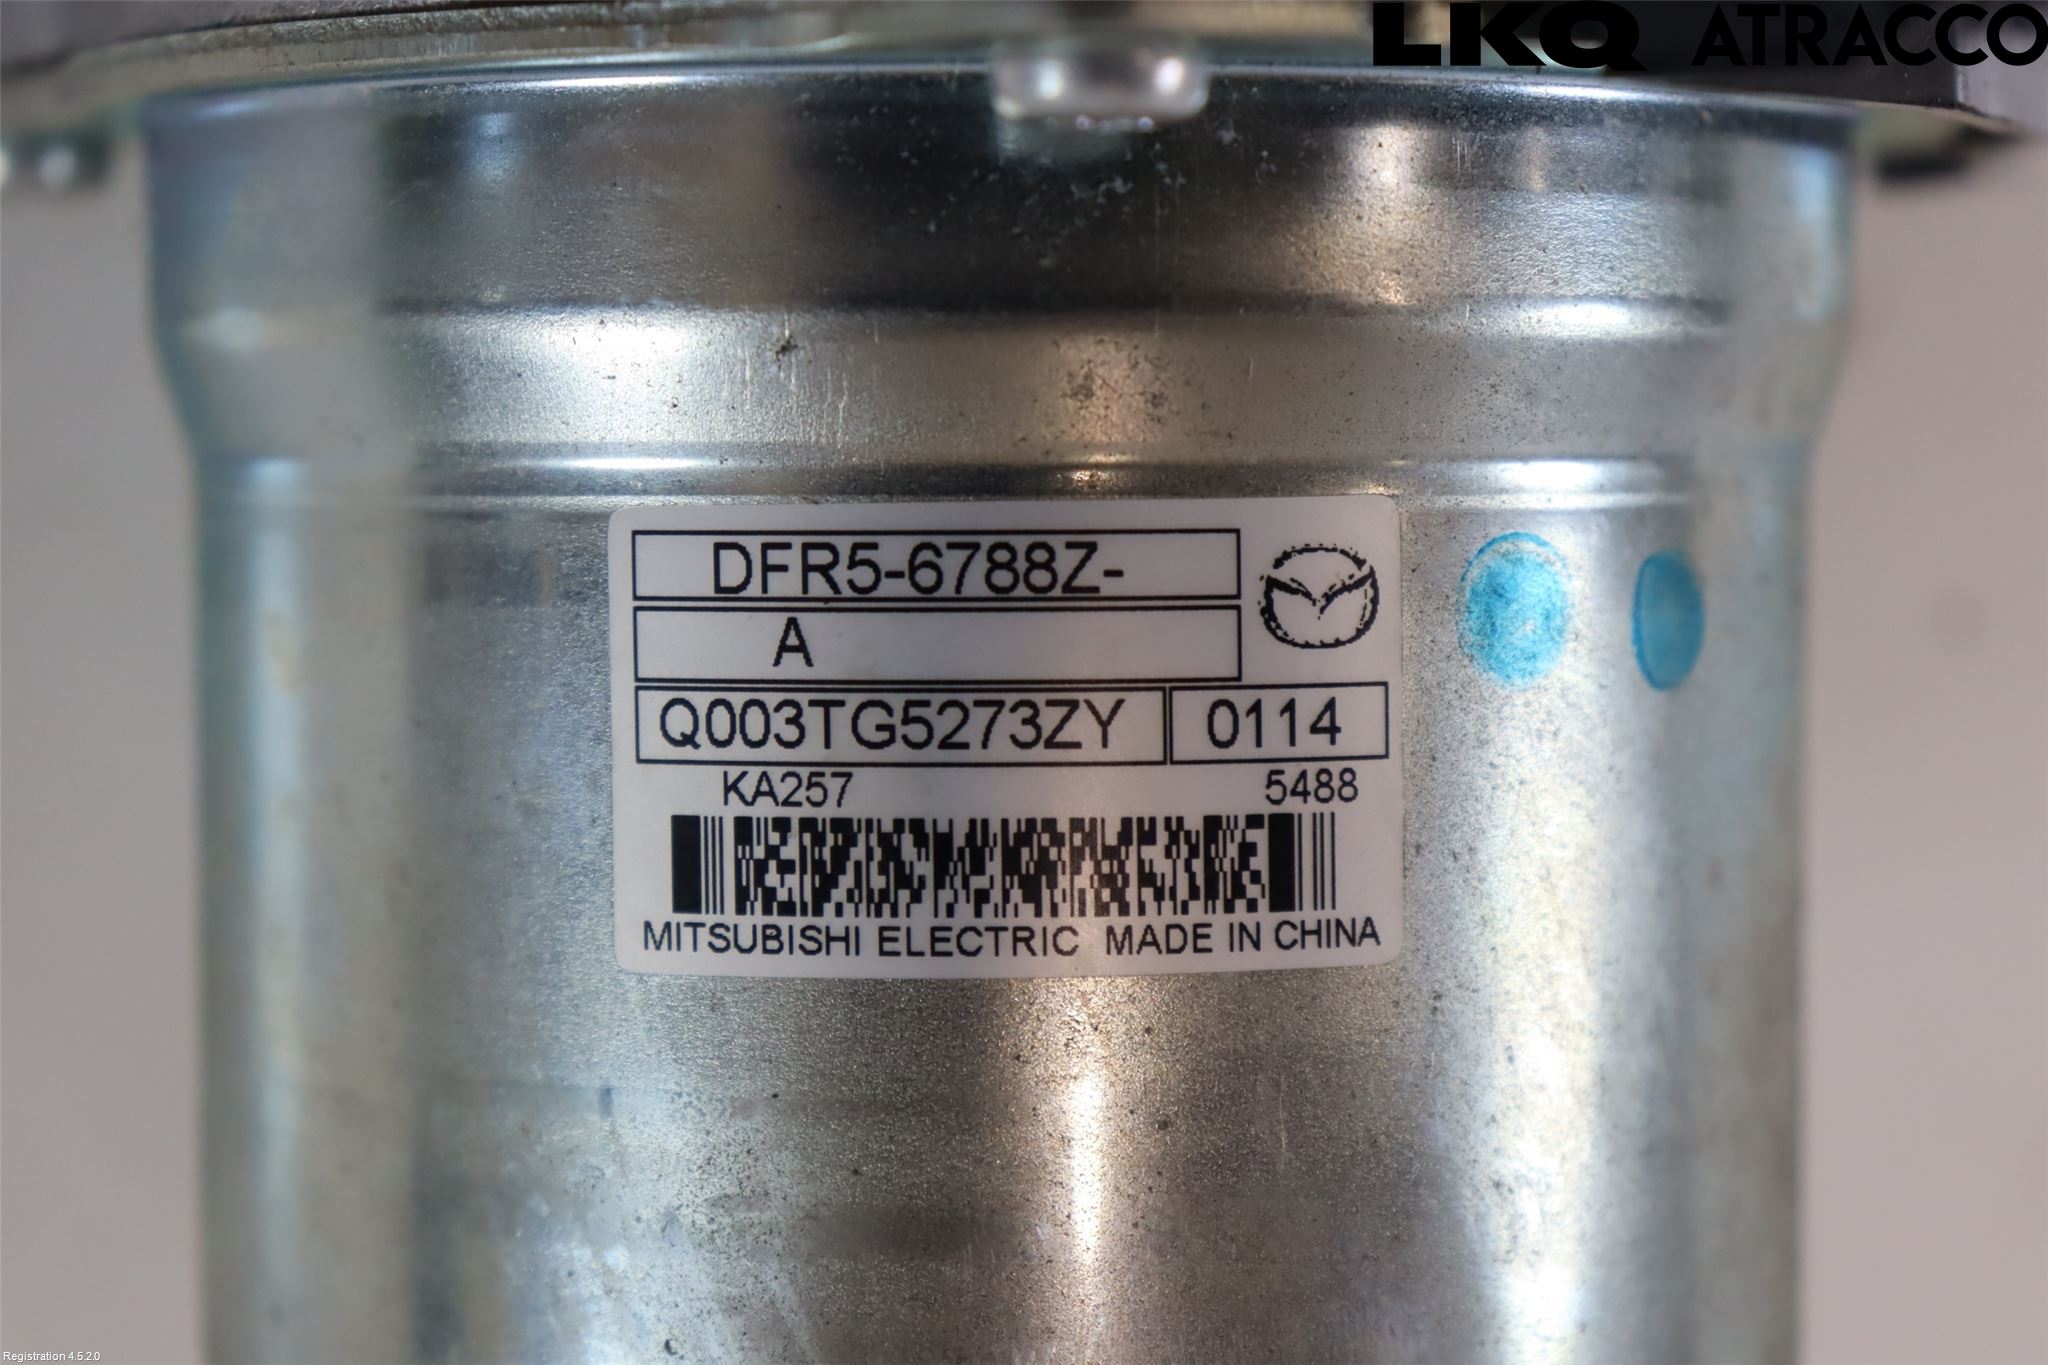 LKQ ATRACCO
DFR5-6788Z-
A
Q003TG5273ZY 0114
KA257 5488
MITSUBISHI ELECTRIC MADE IN CHINA
Registration 4.5.2.0